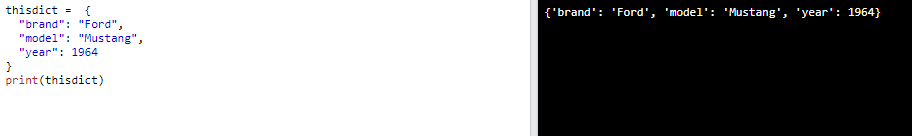 thisdict =  {
  "brand": "Ford",
  "model": "Mustang",
  "year": 1964
}
print(thisdict)
{'brand': 'Ford', 'model': 'Mustang', 'year': 1964}